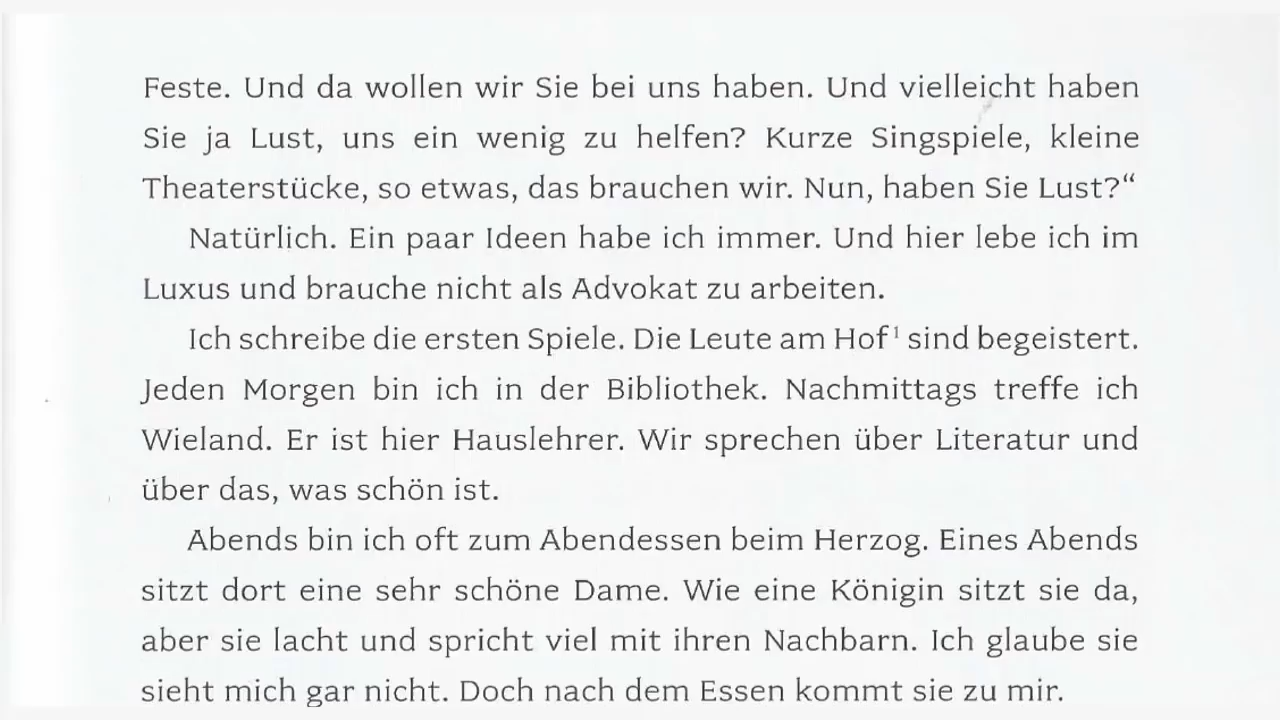 Feste. Und da wollen wir Sie bei uns haben. Und vielleicht haben
Sie ja Lust, uns ein wenig zu helfen? Kurze Singspiele, kleine
Theaterstücke, so etwas, das brauchen wir. Nun, haben Sie Lust?“
Natürlich. Ein paar Ideen habe ich immer. Und hier lebe ich im
Luxus und brauche nicht als Advokat zu arbeiten.
Ich schreibe die ersten Spiele. Die Leute am Hof¹ sind begeistert.
Jeden Morgen bin ich in der Bibliothek. Nachmittags treffe ich
Wieland. Er ist hier Hauslehrer. Wir sprechen über Literatur und
über das, was schön ist.
Abends bin ich oft zum Abendessen beim Herzog. Eines Abends
sitzt dort eine sehr schöne Dame. Wie eine Königin sitzt sie da,
aber sie lacht und spricht viel mit ihren Nachbarn. Ich glaube sie
sieht mich gar nicht. Doch nach dem Essen kommt sie zu mir.